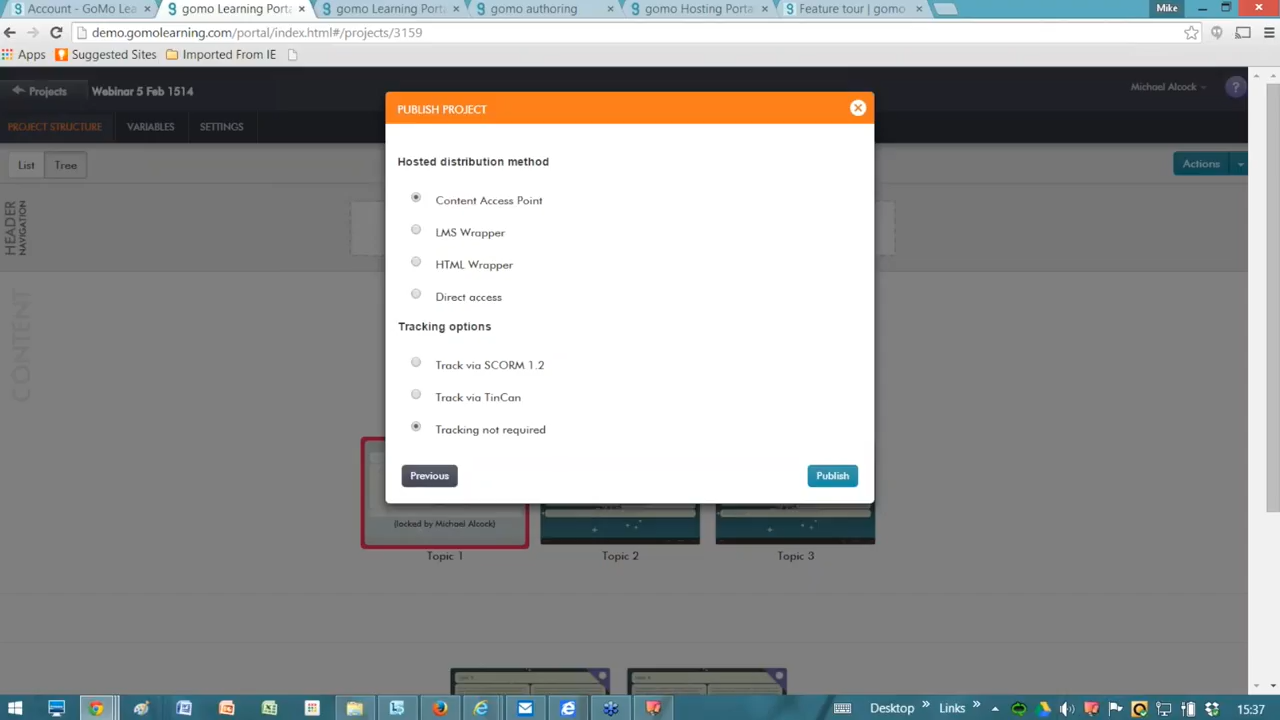 Account - GoMo Lea
gomo Learning Porta
gomo Learning Porta
gomo authoring
gomo Hosting Porta
Feature tour | gomo
Mike
demo.gomolearning.com/portal/index.html#/projects/3159
Apps
Suggested Sites
Imported From IE
Projects
Webinar 5 Feb 1514
Michael Alcock
?
PROJECT STRUCTURE
VARIABLES
SETTINGS
List
Tree
Actions
HEADER
NAVIGATION
CONTENT
PUBLISH PROJECT
Hosted distribution method
Content Access Point
LMS Wrapper
HTML Wrapper
Direct access
Tracking options
Track via SCORM 1.2
Track via TinCan
Tracking not required
Previous
Publish
(locked by Michael Alcock)
Topic 1
Topic 2
Topic 3
Desktop
Links
15:37